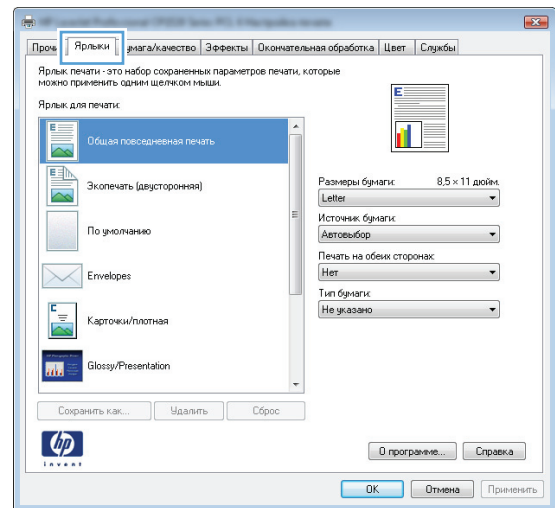 Прочи
Ярлыки
умага/качество
Эффекты
Окончательная обработка
Цвет
Службы
Ярлык печати - это набор сохраненных параметров печати, которые
можно применить одним щелчком мыши.
Ярлык для печати:
Общая повседневная печать
Экопечать (двусторонняя)
По умолчанию
Envelopes
Карточки/плотная
Glossy/Presentation
Сохранить как...
Удалить
Сброс
E
Размеры бумаги:
8,5 × 11 дюйм.
Letter
Источник бумаги:
Автовыбор
Печать на обеих сторонах:
Нет
Тип бумаги:
Не указано
hp
invent
О программе...
Справка
OK
Отмена
Применить